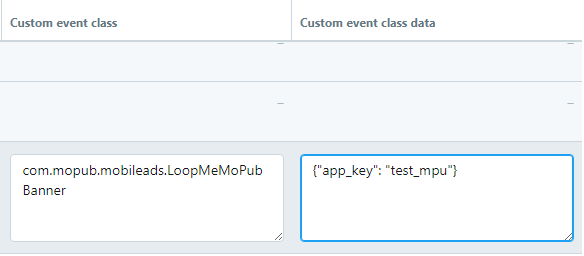 Custom event class
Custom event class data
–
–
–
–
com.mopub.mobileads.LoopMeMoPub
Banner
{"app_key": "test_mpu"}